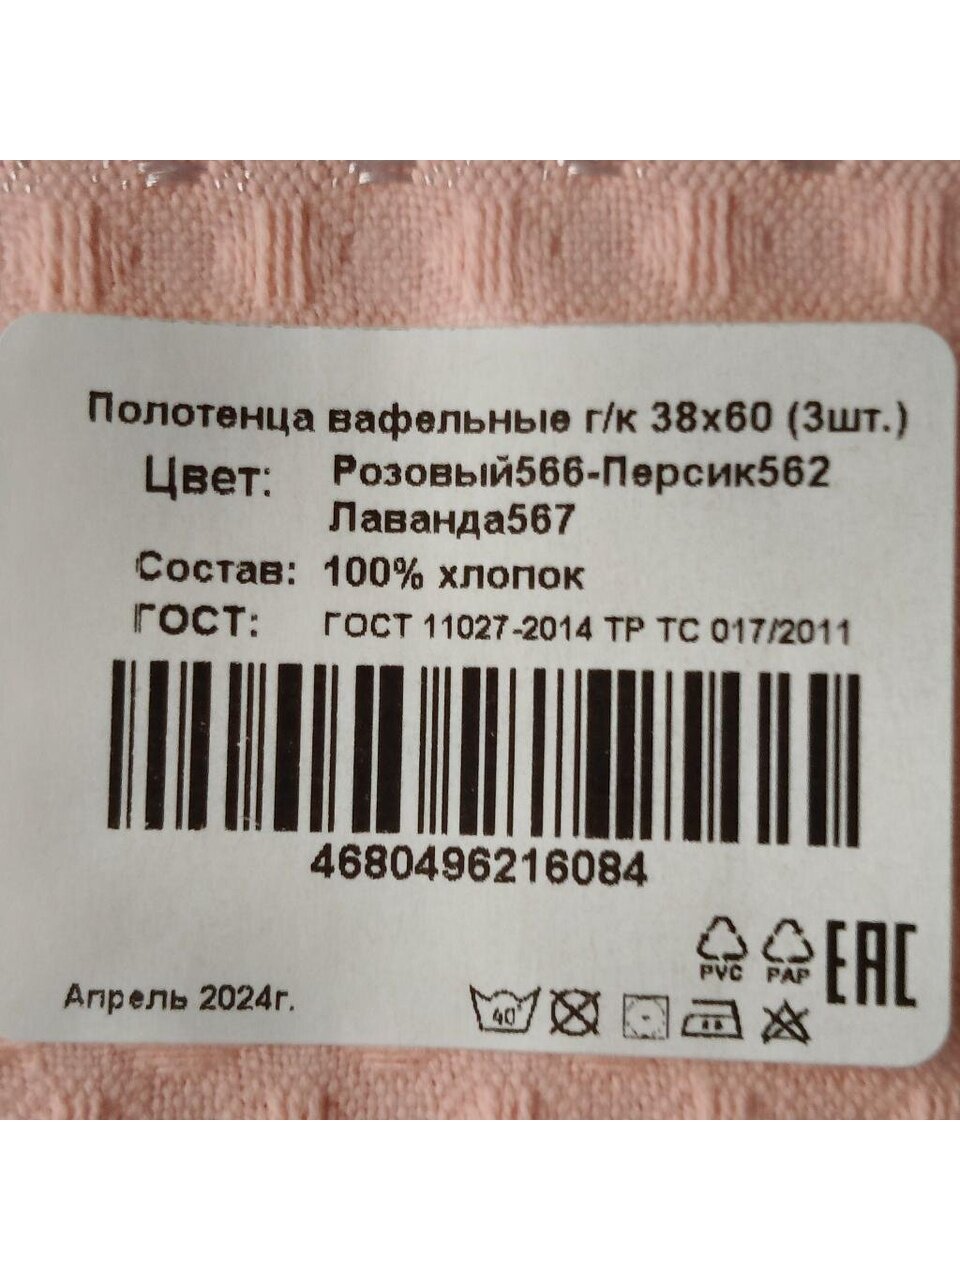 Полотенца вафельные г/к 38х60 (3шт.)
Цвет: Розовый566-Персик562
Лаванда567
Состав: 100% хлопок
ГОСТ: ГОСТ 11027-2014 ТР ТС 017/2011
4680496216084
PVC PAP EAC
Апрель 2024г.
40°